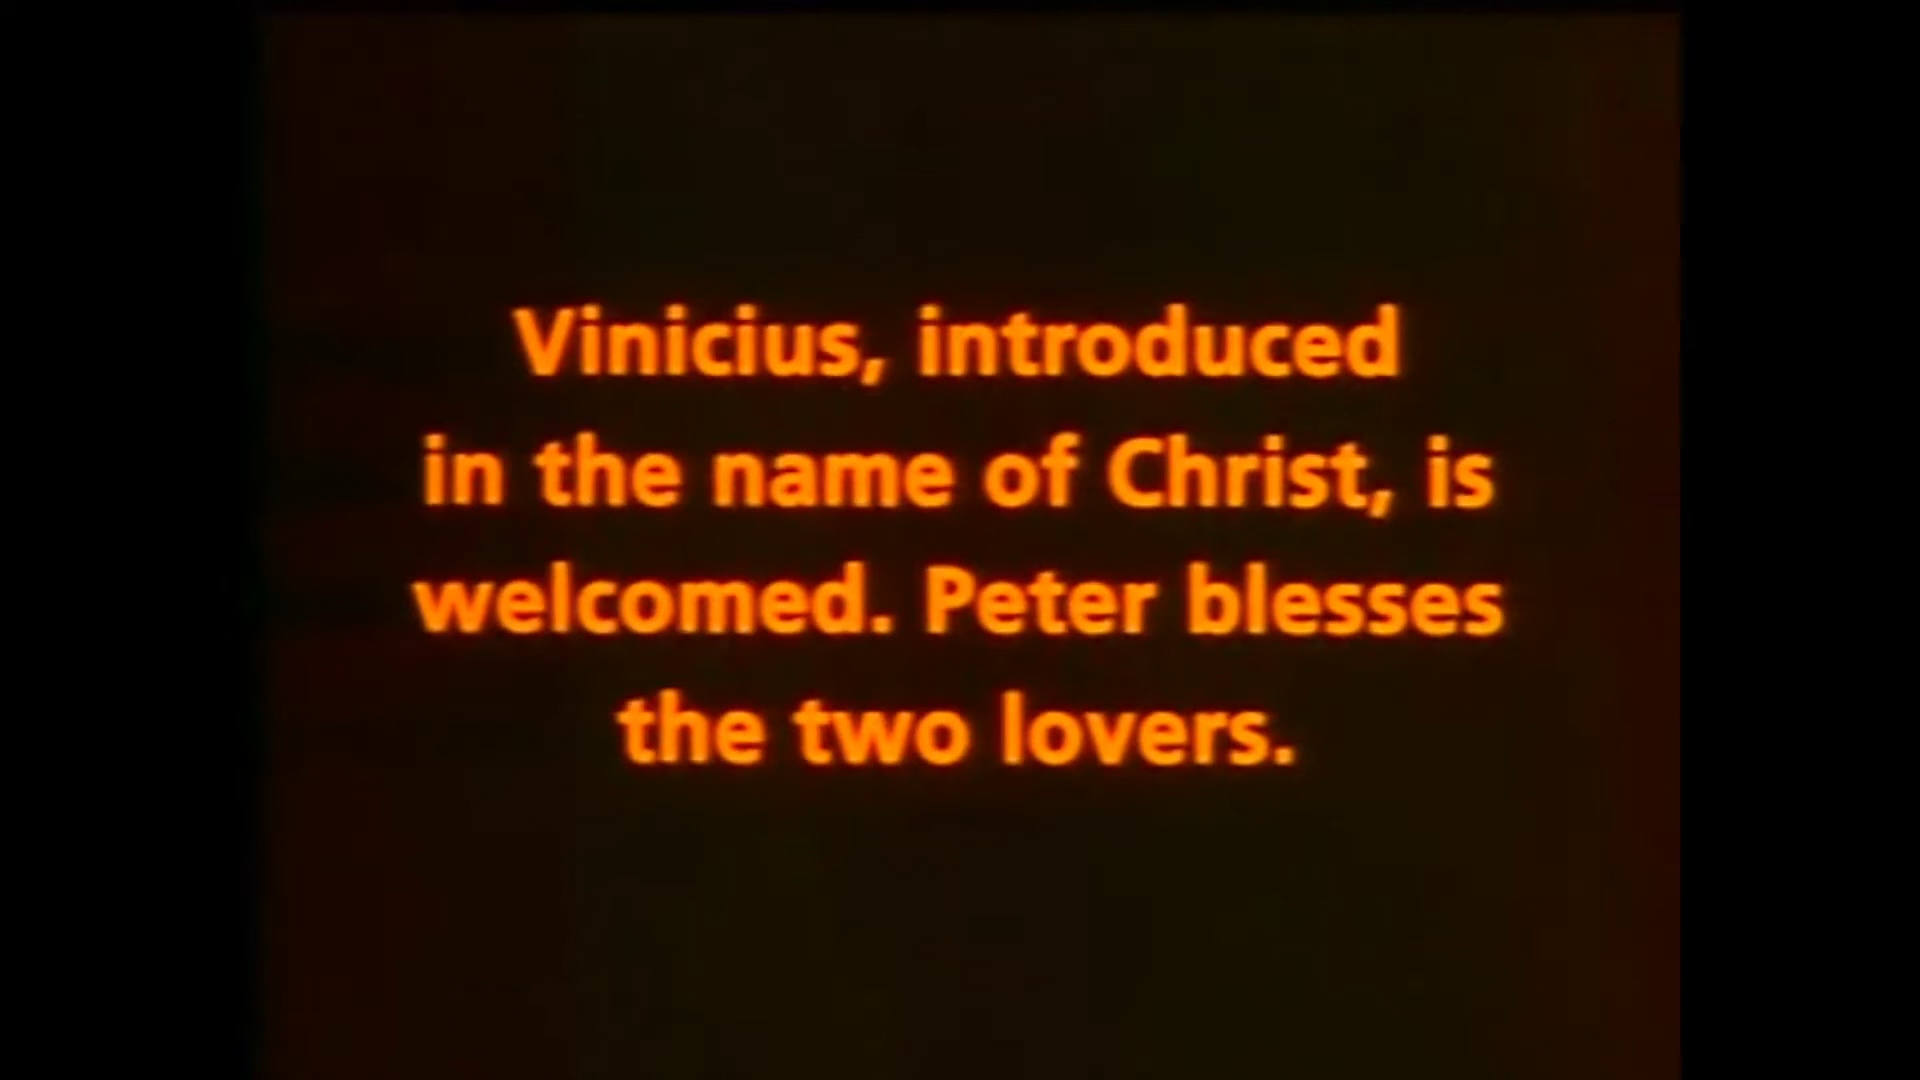 Vinicius, introduced
in the name of Christ, is
welcomed. Peter blesses
the two lovers.